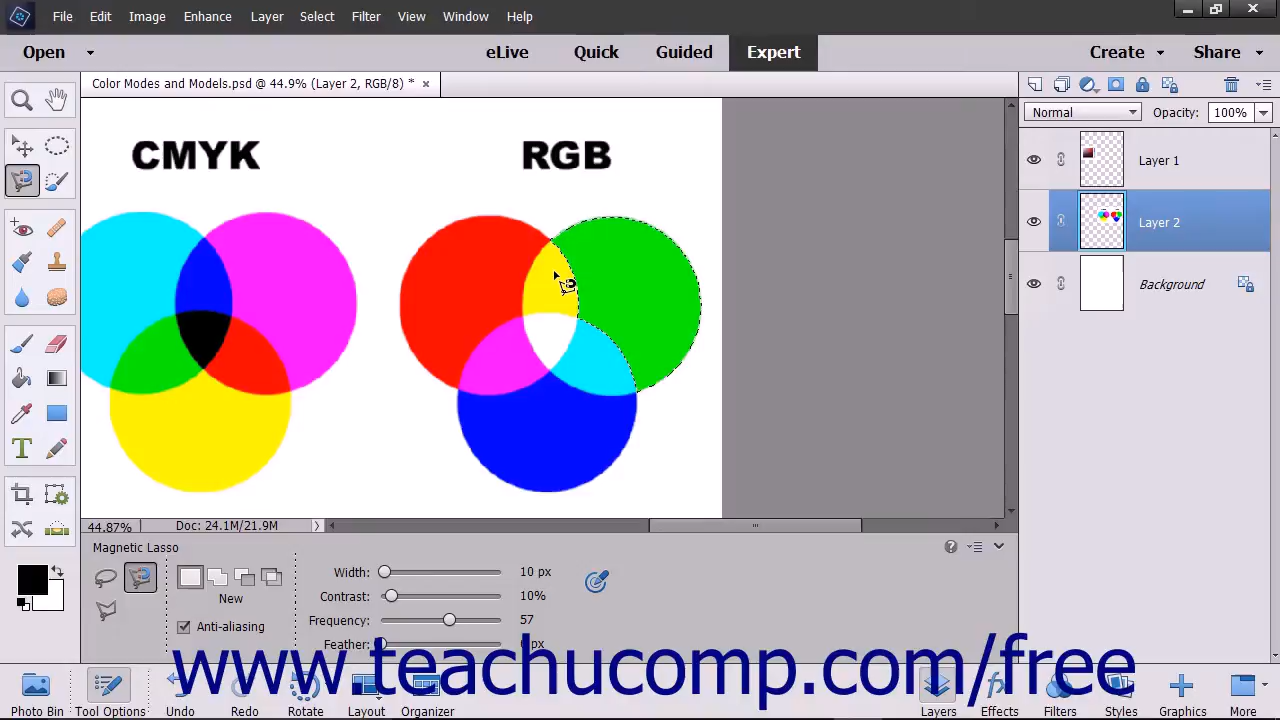 File Edit Image Enhance Layer Select Filter View Window Help
Open eLive Quick Guided Expert Create Share
Color Modes and Models.psd @ 44.9% (Layer 2, RGB/8) * ×
Normal Opacity: 100%
CMYK RGB
Layer 1
Layer 2
Background
44.87% Doc: 24.1M/21.9M
Magnetic Lasso
Width: 10 px
Contrast: 10%
New
Frequency: 57
Anti-aliasing
Feather: px
www.teachucomp.com/free
Photo Bin Tool Options Undo Redo Rotate Layout Organizer Layers Effects Filters Styles Graphics More